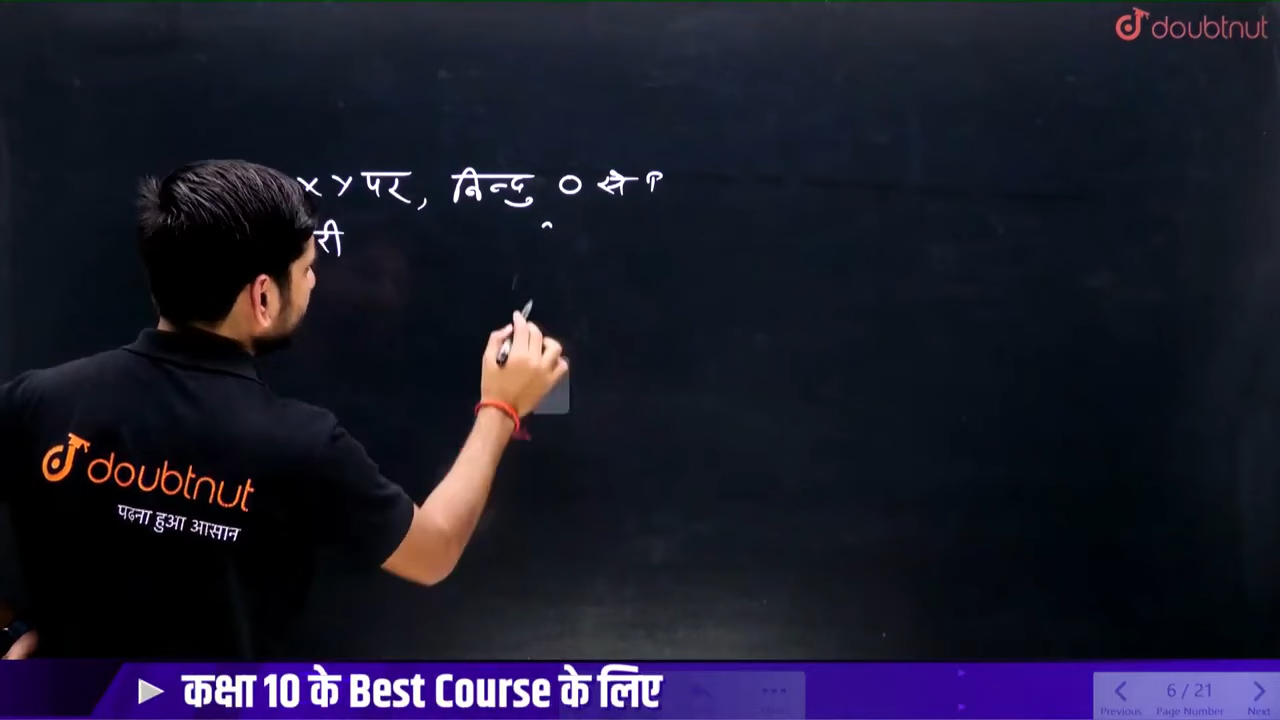 doubtnut
XY पर, बिन्दु O से P
री
doubtnut
पढ़ना हुआ आसान
कक्षा 10 के Best Course के लिए
6 / 21
Previous Page Number Next